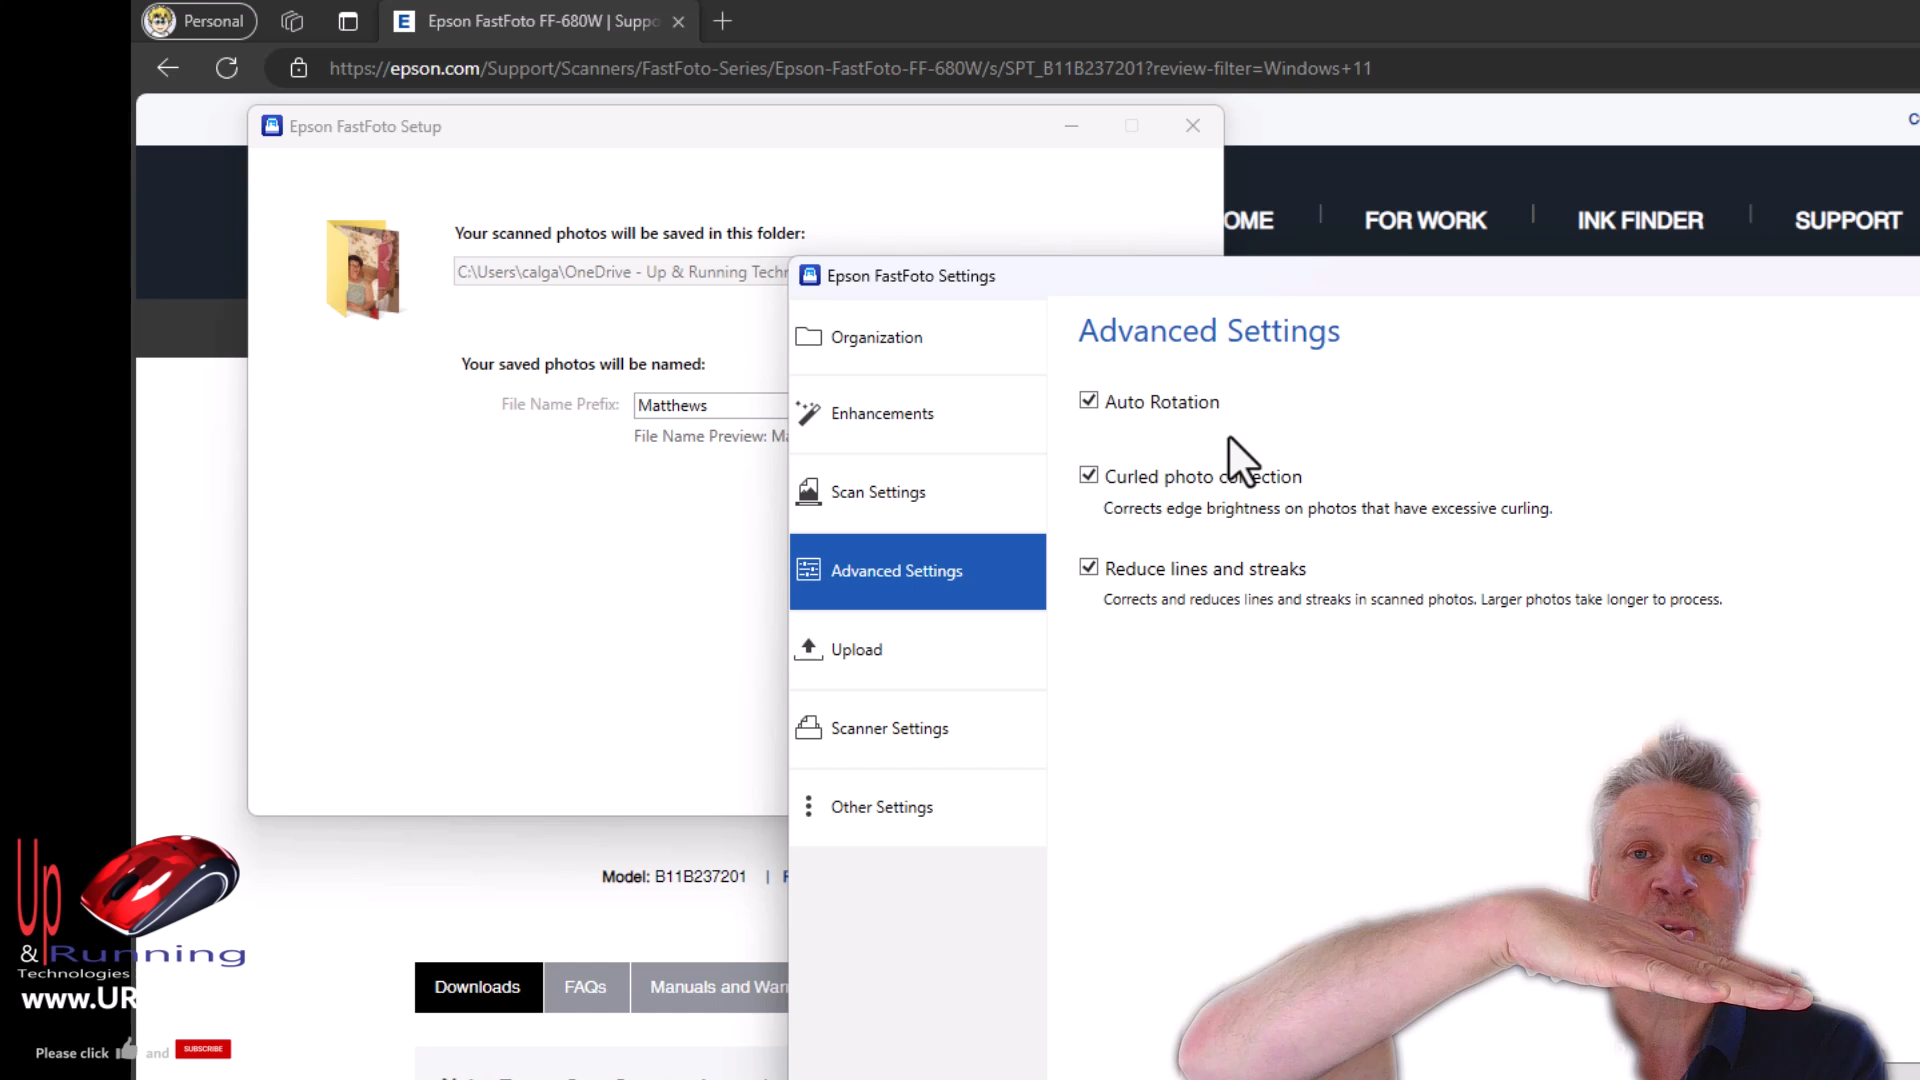 Personal
Epson FastFoto FF-680W | Suppo
https://epson.com/Support/Scanners/FastFoto-Series/Epson-FastFoto-FF-680W/s/SPT_B11B237201?review-filter=Windows+11
Epson FastFoto Setup
OME | FOR WORK | INK FINDER | SUPPORT
Your scanned photos will be saved in this folder:
C:\Users\calga\OneDrive - Up & Running Techn
Your saved photos will be named:
File Name Prefix: Matthews
File Name Preview: Ma
Epson FastFoto Settings
Organization
Enhancements
Scan Settings
Advanced Settings
Upload
Scanner Settings
Other Settings
Advanced Settings
Auto Rotation
Curled photo correction
Corrects edge brightness on photos that have excessive curling.
Reduce lines and streaks
Corrects and reduces lines and streaks in scanned photos. Larger photos take longer to process.
Model: B11B237201 |
Downloads
FAQs
Manuals and Warr
Up
& Running
Technologies
www.UR
Please click and SUBSCRIBE